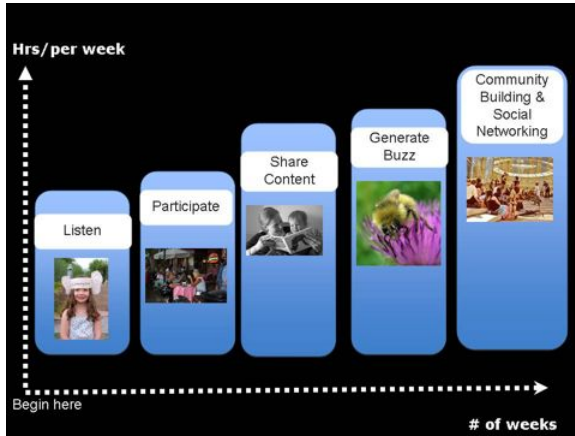 Hrs/per week
Listen
Participate
Share
Content
Generate
Buzz
Community
Building &
Social
Networking
Begin here
# of weeks